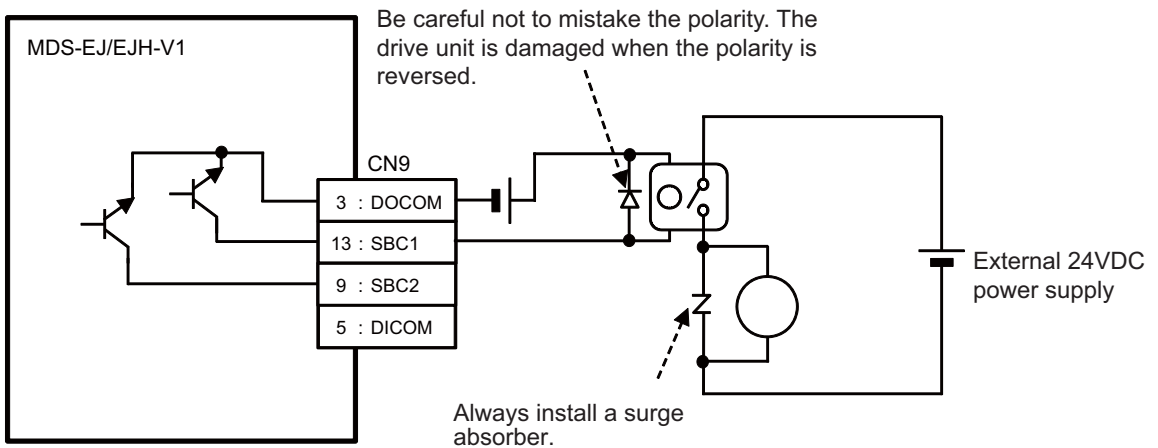 Be careful not to mistake the polarity. The
drive unit is damaged when the polarity is
reversed.
MDS-EJ/EJH-V1
CN9
3 : DOCOM
13 : SBC1
9 : SBC2
5 : DICOM
External 24VDC
power supply
Always install a surge
absorber.